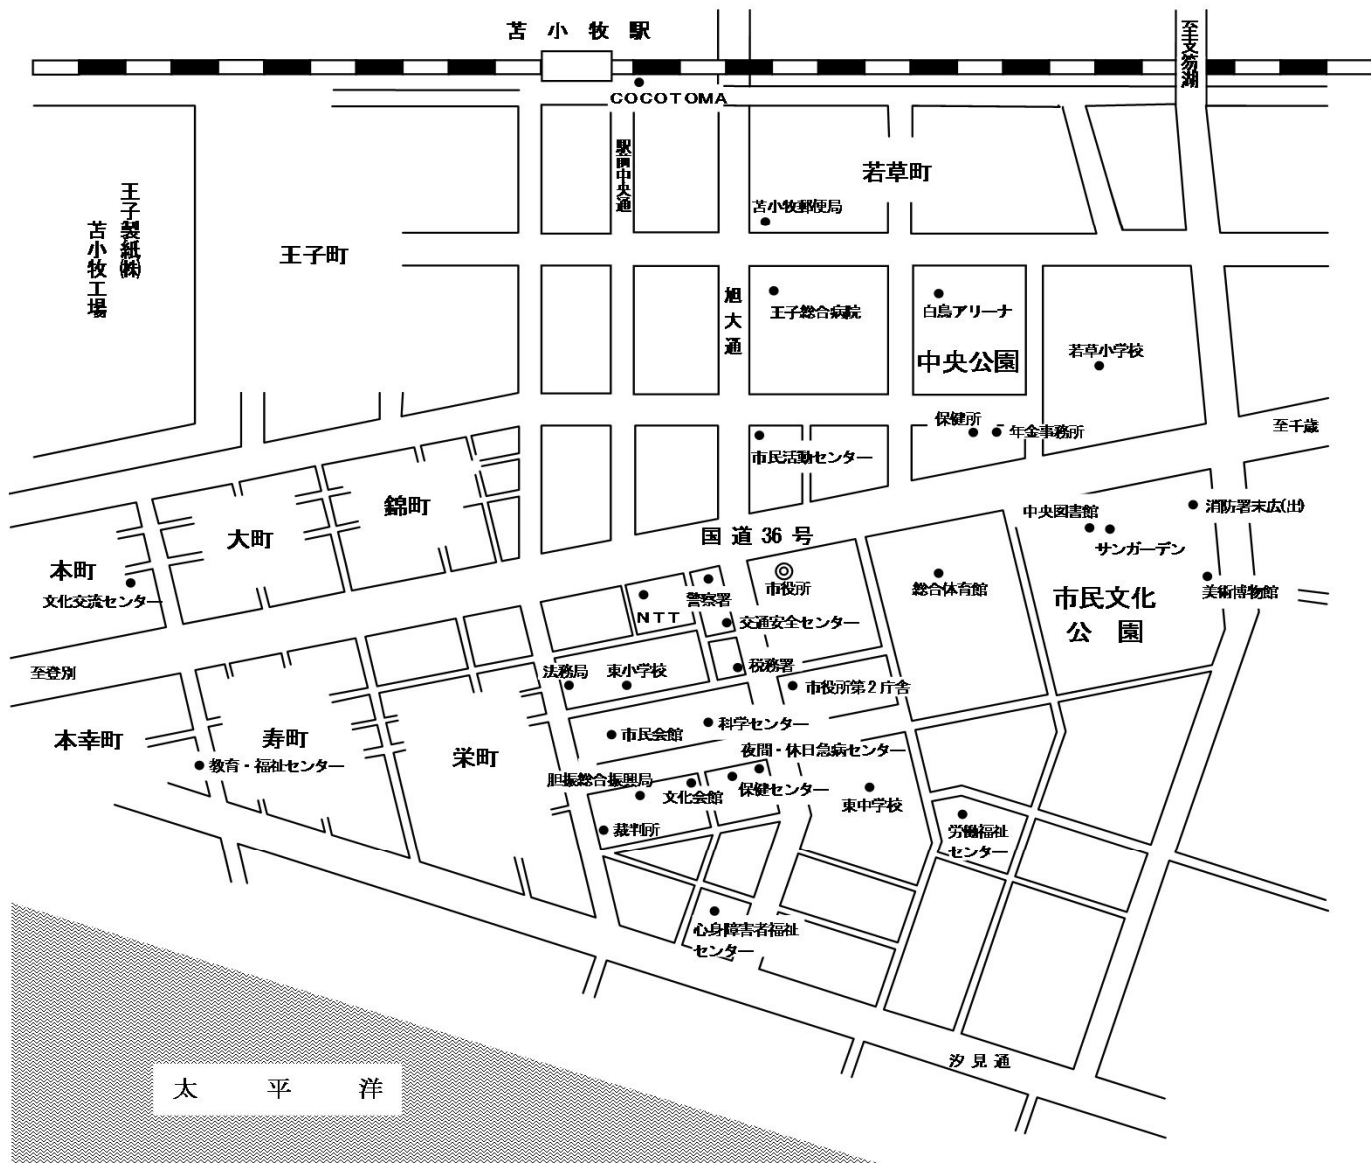 苫小牧駅
至支笏湖
COCOTOMA
駅前中央通
若草町
苫小牧郵便局
王子製紙㈱
苫小牧工場
王子町
旭大通
王子総合病院
白鳥アリーナ
中央公園
若草小学校
保健所
年金事務所
至千歳
市民活動センター
錦町
大町
国道36号
中央図書館
消防署末広(出)
サンガーデン
本町
文化交流センター
市役所
警察署
総合体育館
市民文化
公園
美術博物館
NTT
交通安全センター
至登別
法務局
東小学校
税務署
市役所第2庁舎
本幸町
寿町
栄町
市民会館
科学センター
教育・福祉センター
夜間・休日急病センター
胆振総合振興局
文化会館
保健センター
東中学校
裁判所
労働福祉
センター
心身障害者福祉
センター
汐見通
太平洋